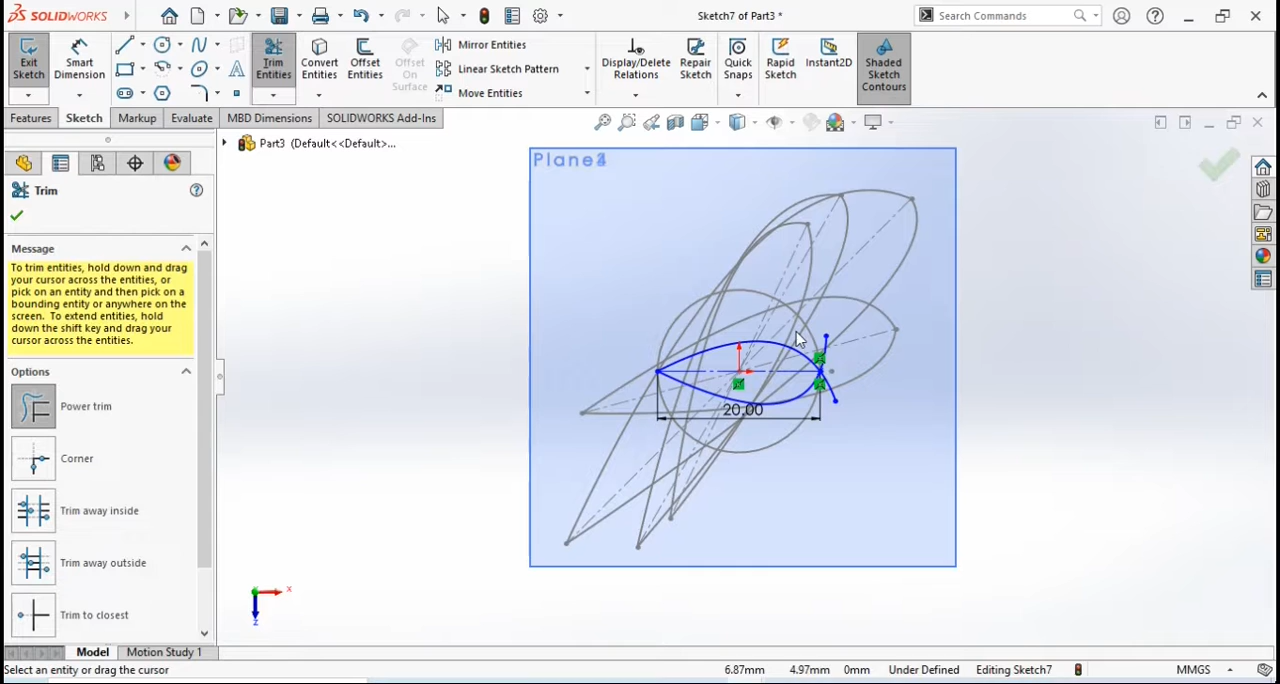 SOLIDWORKS
Sketch7 of Part3 *
Search Commands
Exit Sketch
Smart Dimension
Trim Entities
Convert Entities
Offset Entities
Offset On Surface
Mirror Entities
Linear Sketch Pattern
Move Entities
Display/Delete Relations
Repair Sketch
Quick Snaps
Rapid Sketch
Instant2D
Shaded Sketch Contours
Features
Sketch
Markup
Evaluate
MBD Dimensions
SOLIDWORKS Add-Ins
Part3 (Default<<Default>...
Trim
Message
To trim entities, hold down and drag
your cursor across the entities, or
pick on an entity and then pick on a
bounding entity or anywhere on the
screen. To extend entities, hold
down the shift key and drag your
cursor across the entities.
Options
Power trim
Corner
Trim away inside
Trim away outside
Trim to closest
20.00
x
z
Model
Motion Study 1
Select an entity or drag the cursor
6.87mm
4.97mm
0mm
Under Defined
Editing Sketch7
MMGS